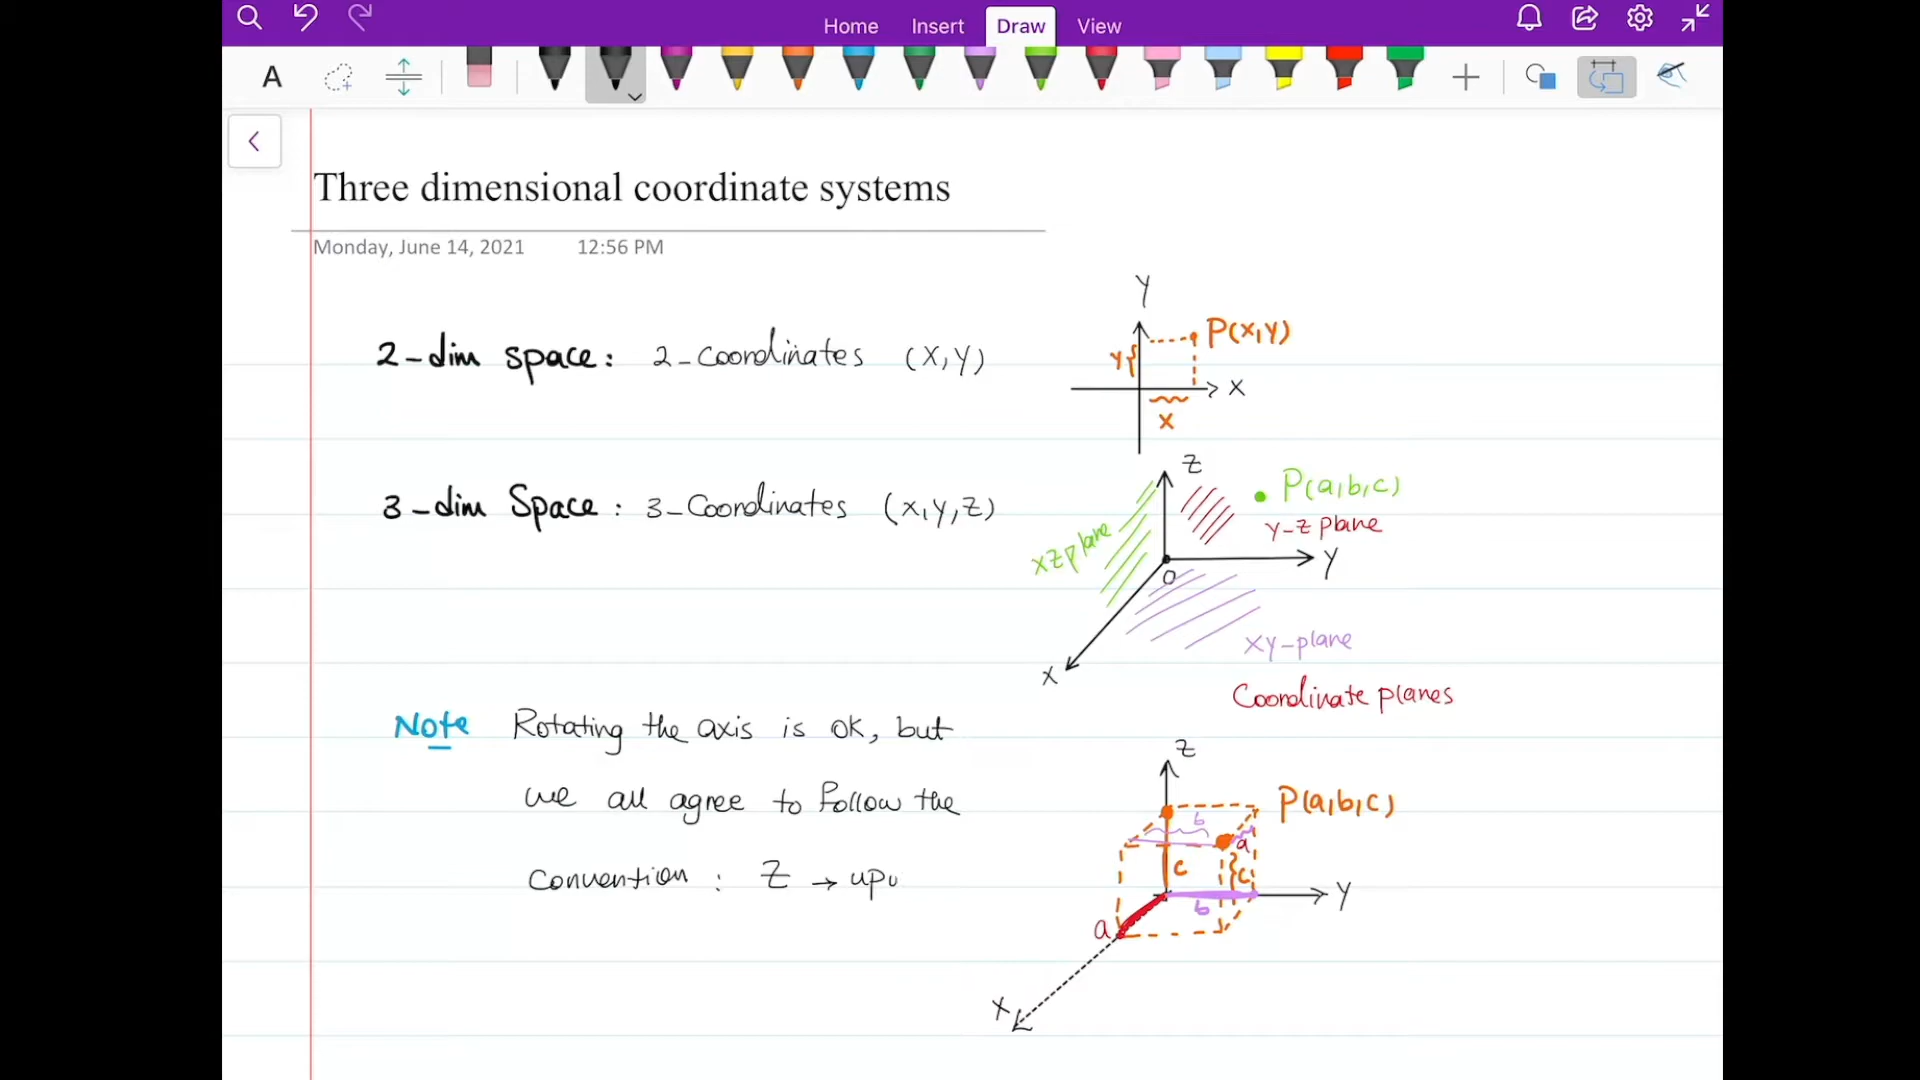 Home Insert Draw View
A
Three dimensional coordinate systems
Monday, June 14, 2021 12:56 PM
Y
2-dim space: 2-Coordinates (x,y)
P(x,y)
y
X
x
Z
3-dim Space: 3-Coordinates (x,y,z)
P(a,b,c)
y-z plane
xz plane
O
Y
xy-plane
X
Coordinate planes
Note Rotating the axis is ok, but
we all agree to follow the
Convention: Z → upw
Z
P(a,b,c)
b
a
c
c
b
Y
a
X